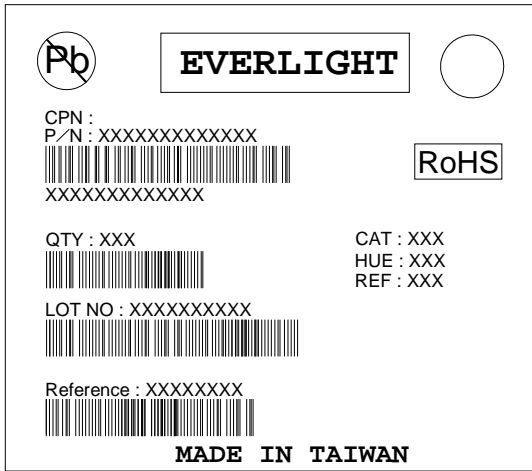 Pb
EVERLIGHT
CPN :
P/N : XXXXXXXXXXXXX
RoHS
XXXXXXXXXXXXX
QTY : XXX
CAT : XXX
HUE : XXX
REF : XXX
LOT NO : XXXXXXXXXX
Reference : XXXXXXXX
MADE IN TAIWAN